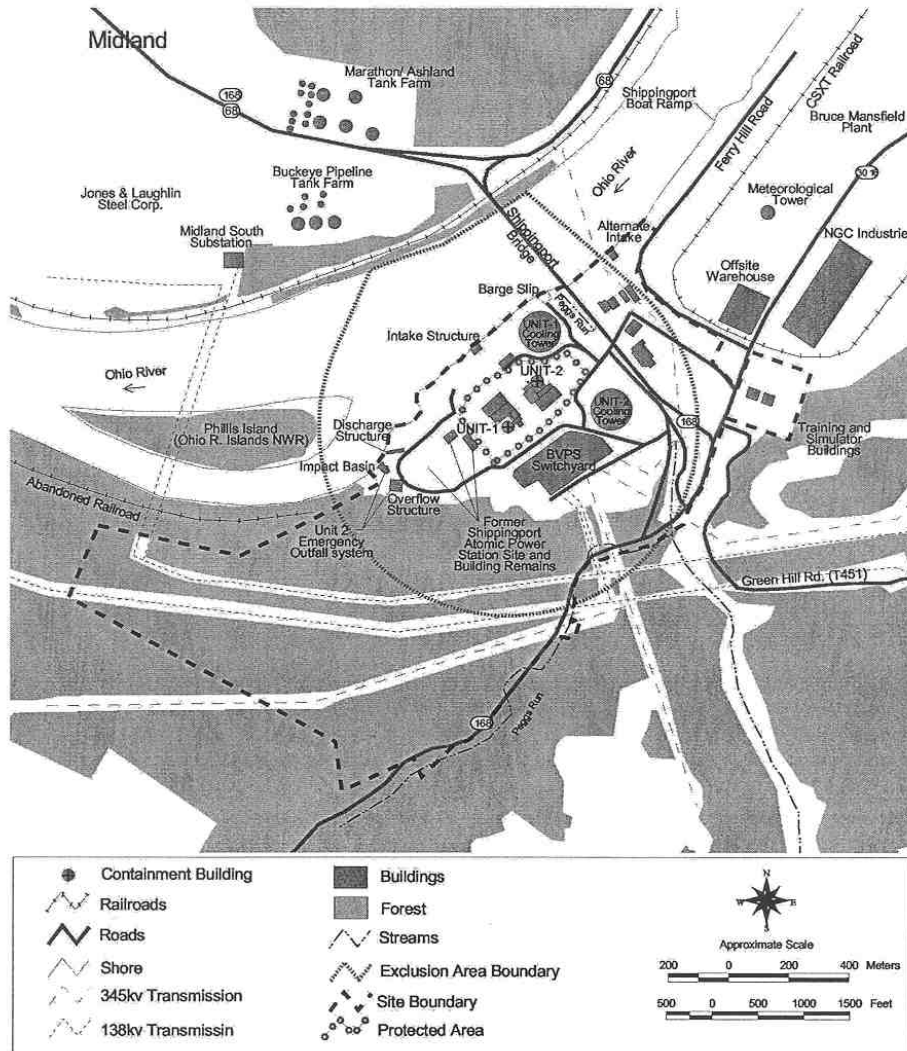 Midland
Marathon/ Ashland
Tank Farm
168
68
68
Shippingport
Boat Ramp
CSXT Railroad
Ferry Hill Road
Bruce Mansfield
Plant
Ohio River
Jones & Laughlin
Steel Corp.
Buckeye Pipeline
Tank Farm
Meteorological
Tower
Midland South
Substation
Shippingport
Bridge
Alternate
Intake
NGC Industrie
Offsite
Warehouse
Barge Slip
Peggs Run
UNIT-1
Cooling
Tower
Intake Structure
UNIT-2
Ohio River
Phillis Island
(Ohio R. Islands NWR)
UNIT-2
Cooling
Tower
168
Discharge
Structure
UNIT-1
Training and
Simulator
Buildings
BVPS
Switchyard
Impact Basin
Abandoned Railroad
Overflow
Structure
Unit 2
Emergency
Outfall system
Former
Shippingport
Atomic Power
Station Site and
Building Remains
Green Hill Rd. (T451)
168
Peggs Run
Containment Building
Railroads
Roads
Shore
345kv Transmission
138kv Transmissin
Buildings
Forest
Streams
Exclusion Area Boundary
Site Boundary
Protected Area
N
W
E
S
Approximate Scale
200 0 200 400 Meters
500 0 500 1000 1500 Feet